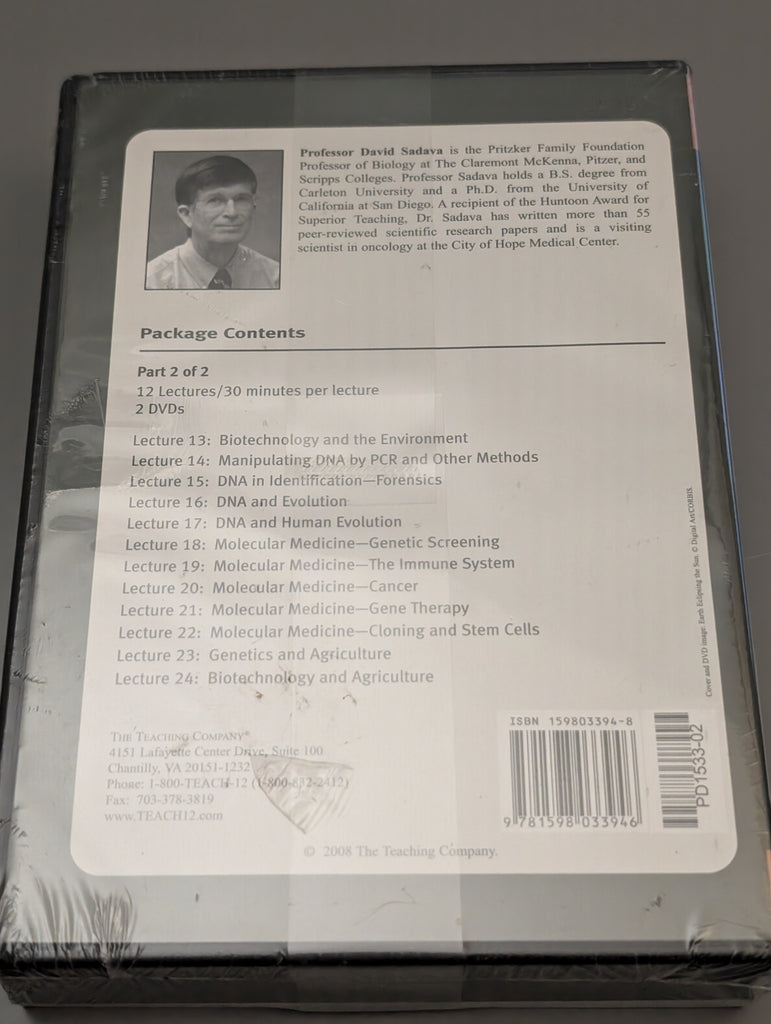 Professor David Sadava is the Pritzker Family Foundation
Professor of Biology at The Claremont McKenna, Pitzer, and
Scripps Colleges. Professor Sadava holds a B.S. degree from
Carleton University and a Ph.D. from the University of
California at San Diego. A recipient of the Huntoon Award for
Superior Teaching, Dr. Sadava has written more than 55
peer-reviewed scientific research papers and is a visiting
scientist in oncology at the City of Hope Medical Center.
Package Contents
Part 2 of 2
12 Lectures/30 minutes per lecture
2 DVDs
Lecture 13: Biotechnology and the Environment
Lecture 14: Manipulating DNA by PCR and Other Methods
Lecture 15: DNA in Identification—Forensics
Lecture 16: DNA and Evolution
Lecture 17: DNA and Human Evolution
Lecture 18: Molecular Medicine—Genetic Screening
Lecture 19: Molecular Medicine—The Immune System
Lecture 20: Molecular Medicine—Cancer
Lecture 21: Molecular Medicine—Gene Therapy
Lecture 22: Molecular Medicine—Cloning and Stem Cells
Lecture 23: Genetics and Agriculture
Lecture 24: Biotechnology and Agriculture
Cover and DVD image: Earth Eclipsing the Sun. © Digital Art/CORBIS.
THE TEACHING COMPANY®
4151 Lafayette Center Drive, Suite 100
Chantilly, VA 20151-1232
Phone: 1-800-TEACH-12 (1-800-832-2412)
Fax: 703-378-3819
www.TEACH12.com
ISBN 159803394-8
9 781598 033946
PD1533-02
© 2008 The Teaching Company.